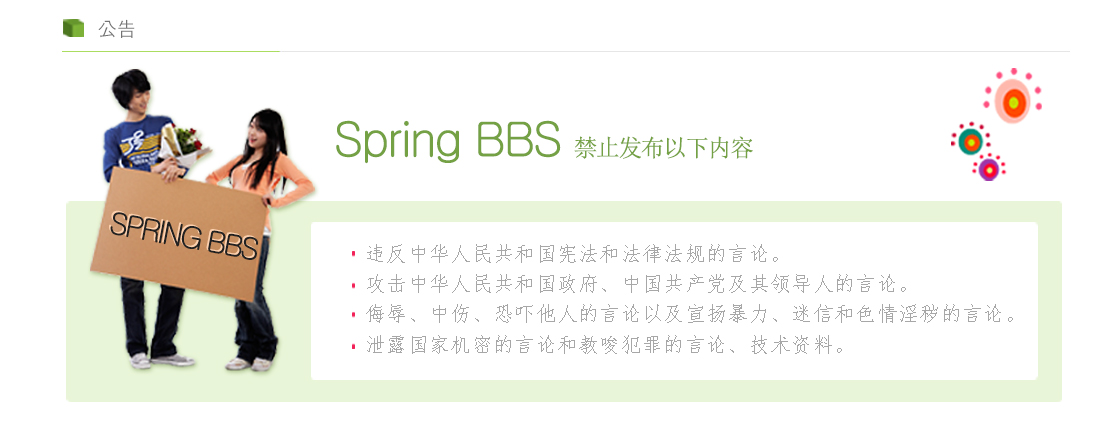 公告
Spring BBS 禁止发布以下内容
SPRING BBS
违反中华人民共和国宪法和法律法规的言论。
攻击中华人民共和国政府、中国共产党及其领导人的言论。
侮辱、中伤、恐吓他人的言论以及宣扬暴力、迷信和色情淫秽的言论。
泄露国家机密的言论和教唆犯罪的言论、技术资料。